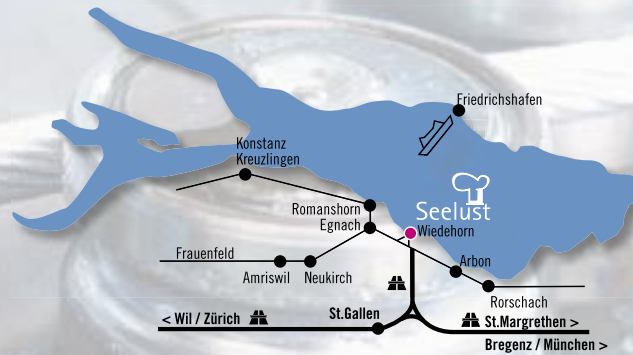 Friedrichshafen
Konstanz
Kreuzlingen
Romanshorn
Seelust
Egnach
Wiedehorn
Frauenfeld
Arbon
Amriswil
Neukirch
Rorschach
St.Gallen
< Wil / Zürich
St.Margrethen >
Bregenz / München >